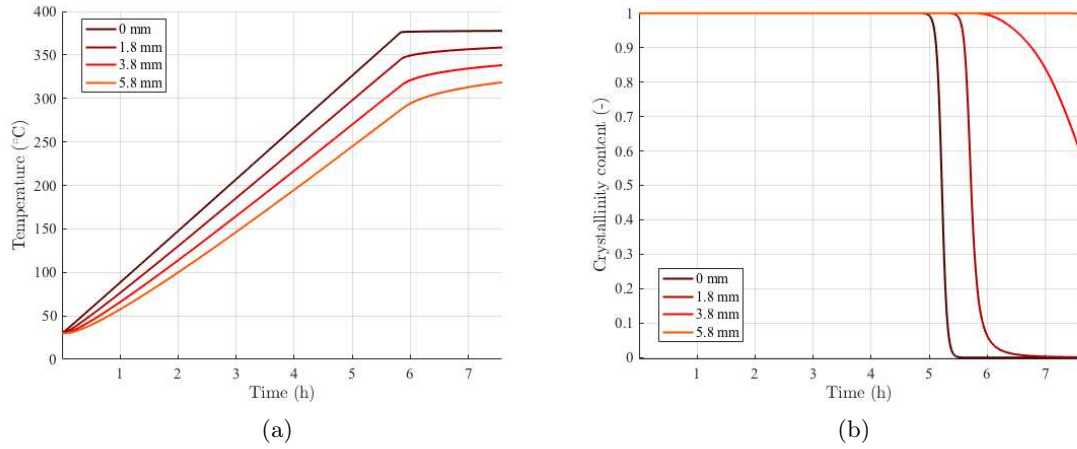 400
350
300
250
200
150
100
50
0
Temperature (°C)
0 mm
1.8 mm
3.8 mm
5.8 mm
1 2 3 4 5 6 7
Time (h)
(a)
1
0.9
0.8
0.7
0.6
0.5
0.4
0.3
0.2
0.1
0
Crystallinity content (-)
0 mm
1.8 mm
3.8 mm
5.8 mm
1 2 3 4 5 6 7
Time (h)
(b)